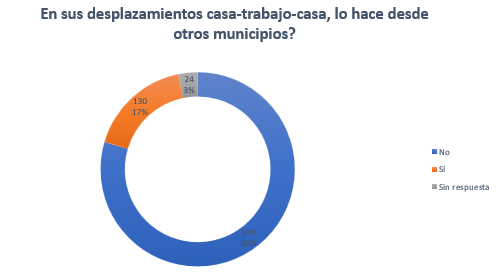 En sus desplazamientos casa-trabajo-casa, lo hace desde
otros municipios?
24
3%
130
17%
No
Sí
Sin respuesta
80%